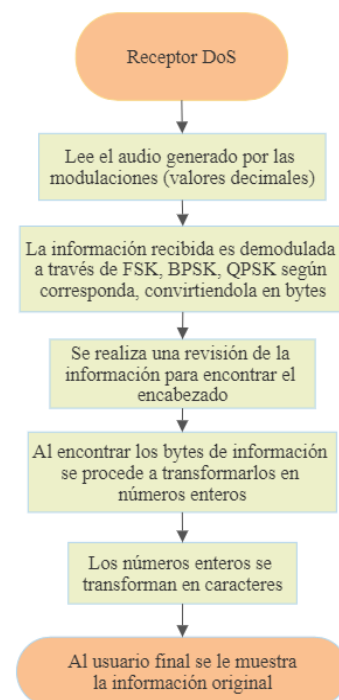 Receptor DoS
Lee el audio generado por las
modulaciones (valores decimales)
La información recibida es demodulada
a través de FSK, BPSK, QPSK según
corresponda, convirtiendola en bytes
Se realiza una revisión de la
información para encontrar el
encabezado
Al encontrar los bytes de información
se procede a transformarlos en
números enteros
Los números enteros se
transforman en caracteres
Al usuario final se le muestra
la información original